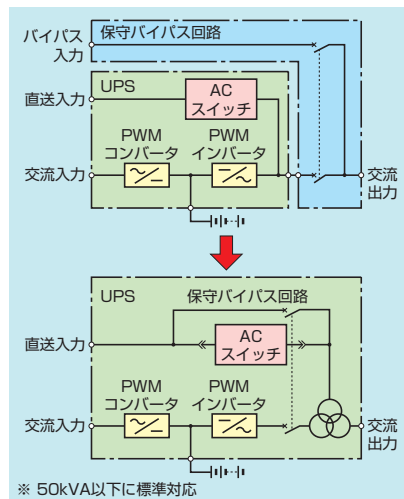 バイパス
入力
保守バイパス回路
UPS
直送入力
AC
スイッチ
PWM
コンバータ
PWM
インバータ
交流入力
交流
出力
UPS
保守バイパス回路
直送入力
AC
スイッチ
PWM
コンバータ
PWM
インバータ
交流入力
交流
出力
※ 50kVA以下に標準対応